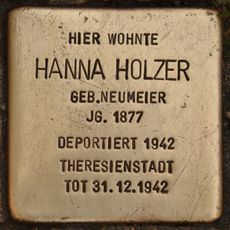 HIER WOHNTE
HANNA HOLZER
GEB.NEUMEIER
JG. 1877
DEPORTIERT 1942
THERESIENSTADT
TOT 31.12.1942